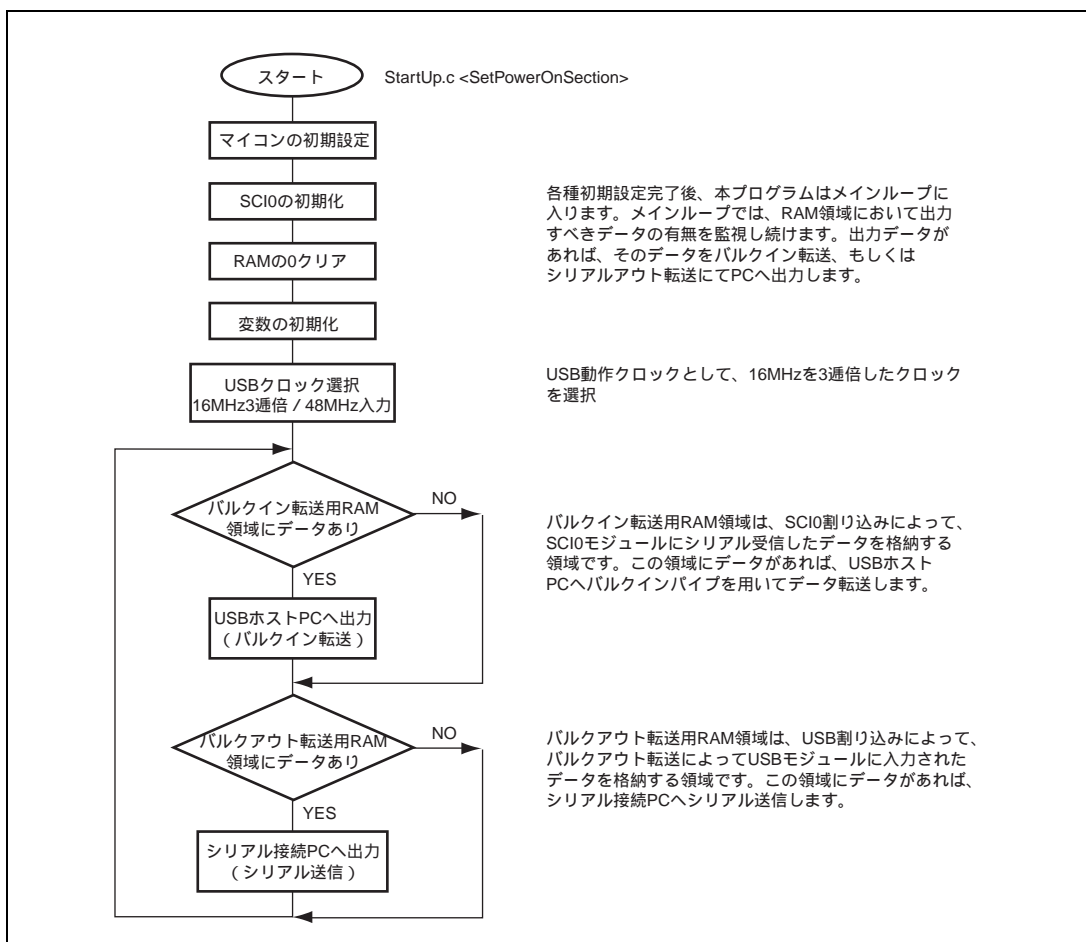 スタート
StartUp.c <SetPowerOnSection>
マイコンの初期設定
SCI0の初期化
RAMの0クリア
変数の初期化
各種初期設定完了後、本プログラムはメインループに
入ります。メインループでは、RAM領域において出力
すべきデータの有無を監視し続けます。出力データが
あれば、そのデータをバルクイン転送、もしくは
シリアルアウト転送にてPCへ出力します。
USBクロック選択
16MHz3逓倍 / 48MHz入力
USB動作クロックとして、16MHzを3逓倍したクロック
を選択
バルクイン転送用RAM
領域にデータあり
NO
YES
バルクイン転送用RAM領域は、SCI0割り込みによって、
SCI0モジュールにシリアル受信したデータを格納する
領域です。この領域にデータがあれば、USBホスト
PCへバルクインパイプを用いてデータ転送します。
USBホストPCへ出力
(バルクイン転送)
バルクアウト転送用RAM
領域にデータあり
NO
YES
バルクアウト転送用RAM領域は、USB割り込みによって、
バルクアウト転送によってUSBモジュールに入力された
データを格納する領域です。この領域にデータがあれば、
シリアル接続PCへシリアル送信します。
シリアル接続PCへ出力
(シリアル送信)